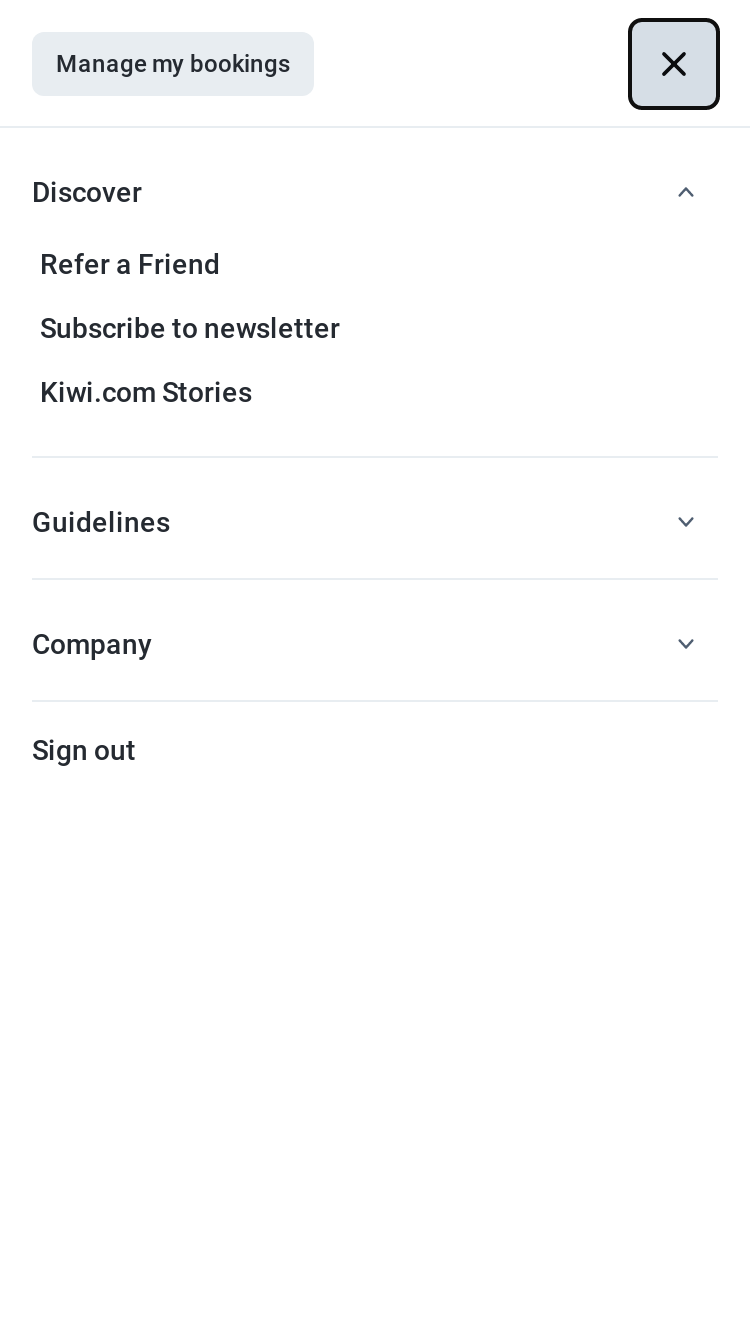 Manage my bookings
Discover
Refer a Friend
Subscribe to newsletter
Kiwi.com Stories
Guidelines
Company
Sign out